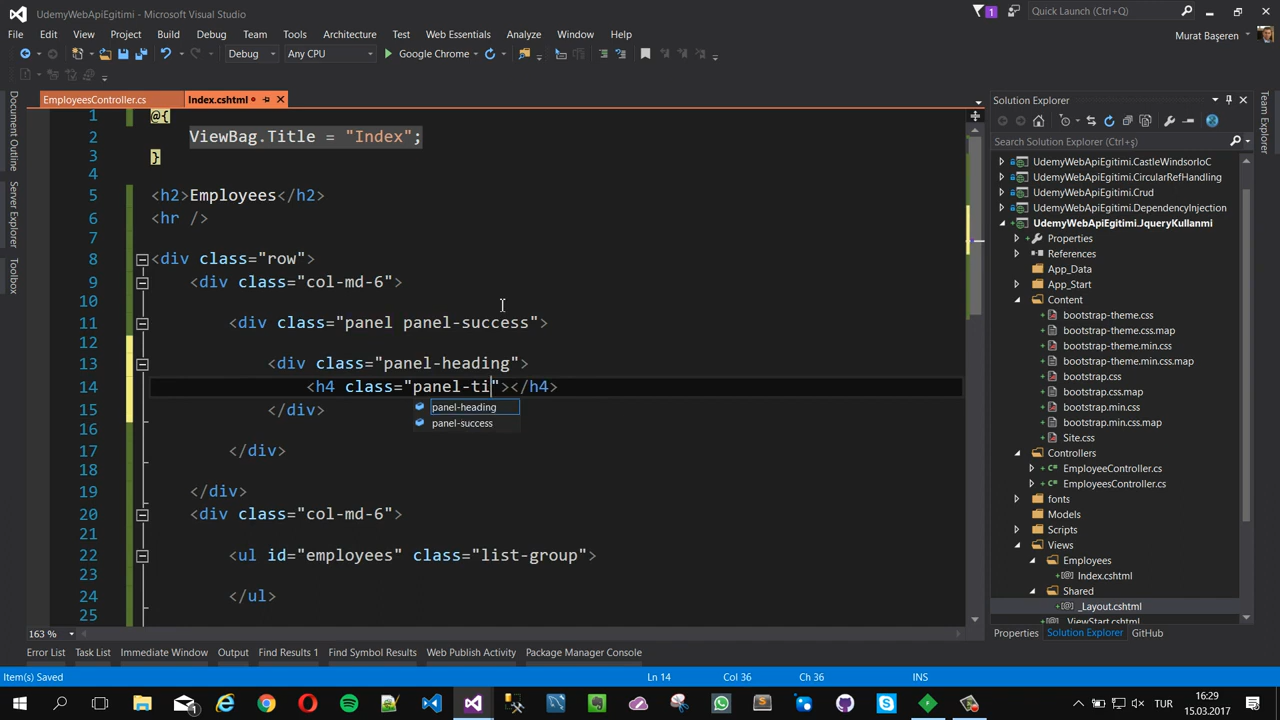 UdemyWebApiEgitimi - Microsoft Visual Studio
1
Quick Launch (Ctrl+Q)
File Edit View Project Build Debug Team Tools Architecture Test Web Essentials Analyze Window Help
Murat Başeren
Debug Any CPU Google Chrome
EmployeesController.cs Index.cshtml
Document Outline
Server Explorer
Toolbox
1 @{
2 ViewBag.Title = "Index";
3 }
4
5 <h2>Employees</h2>
6 <hr />
7
8 <div class="row">
9 <div class="col-md-6">
10
11 <div class="panel panel-success">
12
13 <div class="panel-heading">
14 <h4 class="panel-ti"></h4>
15 </div>
16
17 </div>
18
19 </div>
20 <div class="col-md-6">
21
22 <ul id="employees" class="list-group">
23
24 </ul>
25
panel-heading
panel-success
163 %
Solution Explorer
Search Solution Explorer (Ctrl+ş)
UdemyWebApiEgitimi.CastleWindsorIoC
UdemyWebApiEgitimi.CircularRefHandling
UdemyWebApiEgitimi.Crud
UdemyWebApiEgitimi.DependencyInjection
UdemyWebApiEgitimi.JqueryKullanmi
Properties
References
App_Data
App_Start
Content
bootstrap-theme.css
bootstrap-theme.css.map
bootstrap-theme.min.css
bootstrap-theme.min.css.map
bootstrap.css
bootstrap.css.map
bootstrap.min.css
bootstrap.min.css.map
Site.css
Controllers
EmployeeController.cs
EmployeesController.cs
fonts
Models
Scripts
Views
Employees
Index.cshtml
Shared
_Layout.cshtml
_ViewStart.cshtml
Properties Solution Explorer GitHub
Team Explorer
Error List Task List Immediate Window Output Find Results 1 Find Symbol Results Web Publish Activity Package Manager Console
Item(s) Saved Ln 14 Col 36 Ch 36 INS
1
TUR
16:29
15.03.2017